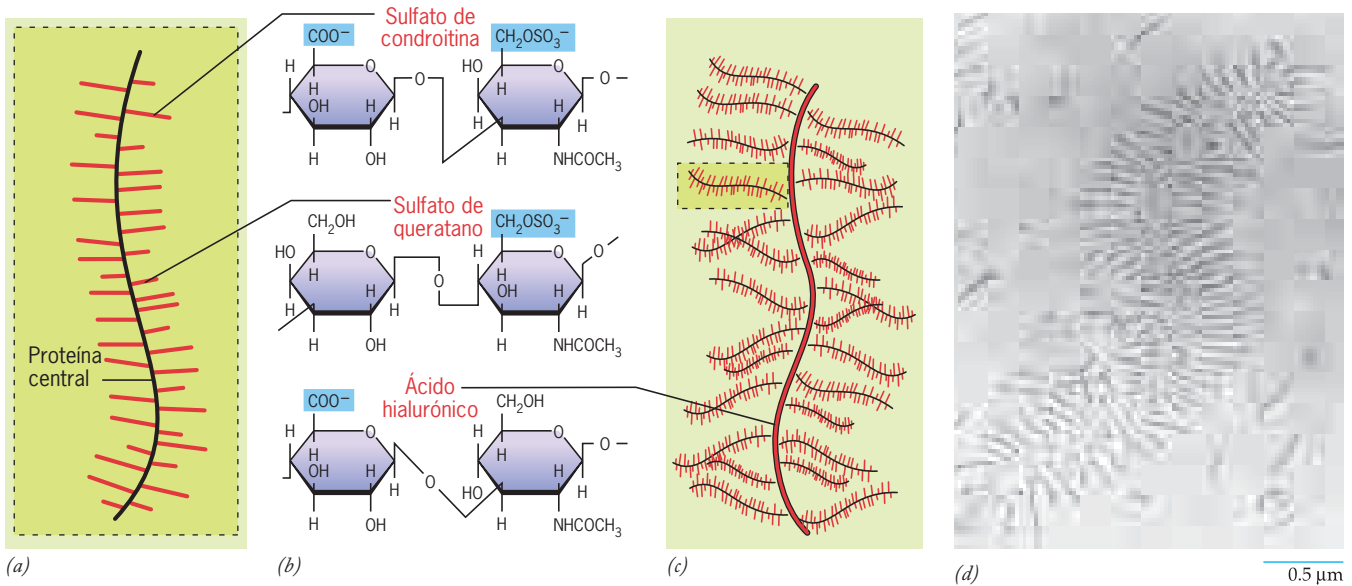 Sulfato de
condroitina
COO⁻
CH₂OSO₃⁻
H
O
H
O
H
OH
H
H
H
OH
HO
O
H
O
H
H
H
H
NHCOCH₃
Sulfato de
queratano
CH₂OH
CH₂OSO₃⁻
HO
O
H
H
H
H
H
OH
O
H
O
H
OH
H
H
H
NHCOCH₃
O
Proteína
central
Ácido
hialurónico
COO⁻
CH₂OH
H
O
H
OH
H
H
H
OH
O
H
O
H
H
HO
H
H
H
NHCOCH₃
O
(a)
(b)
(c)
(d)
0.5 µm